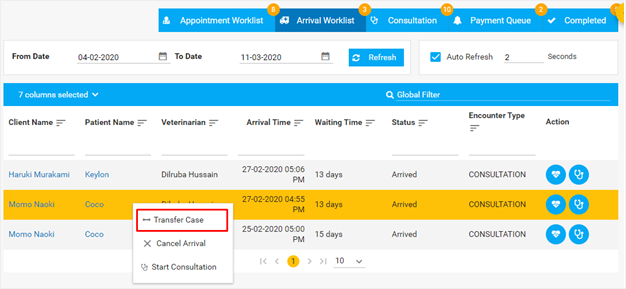 8 3 10 2
Appointment Worklist Arrival Worklist Consultation Payment Queue Completed
From Date 04-02-2020 To Date 11-03-2020 Refresh Auto Refresh 2 Seconds
7 columns selected Global Filter
Client Name Patient Name Veterinarian Arrival Time Waiting Time Status Encounter Type Action
Haruki Murakami Keylon Dilruba Hussain 27-02-2020 05:06 PM 13 days Arrived CONSULTATION
Momo Naoki Coco Dilruba Hussain 27-02-2020 04:55 PM 13 days Arrived CONSULTATION
Momo Naoki Coco 25-02-2020 05:00 PM 15 days Arrived CONSULTATION
Transfer Case
Cancel Arrival
Start Consultation
1 10